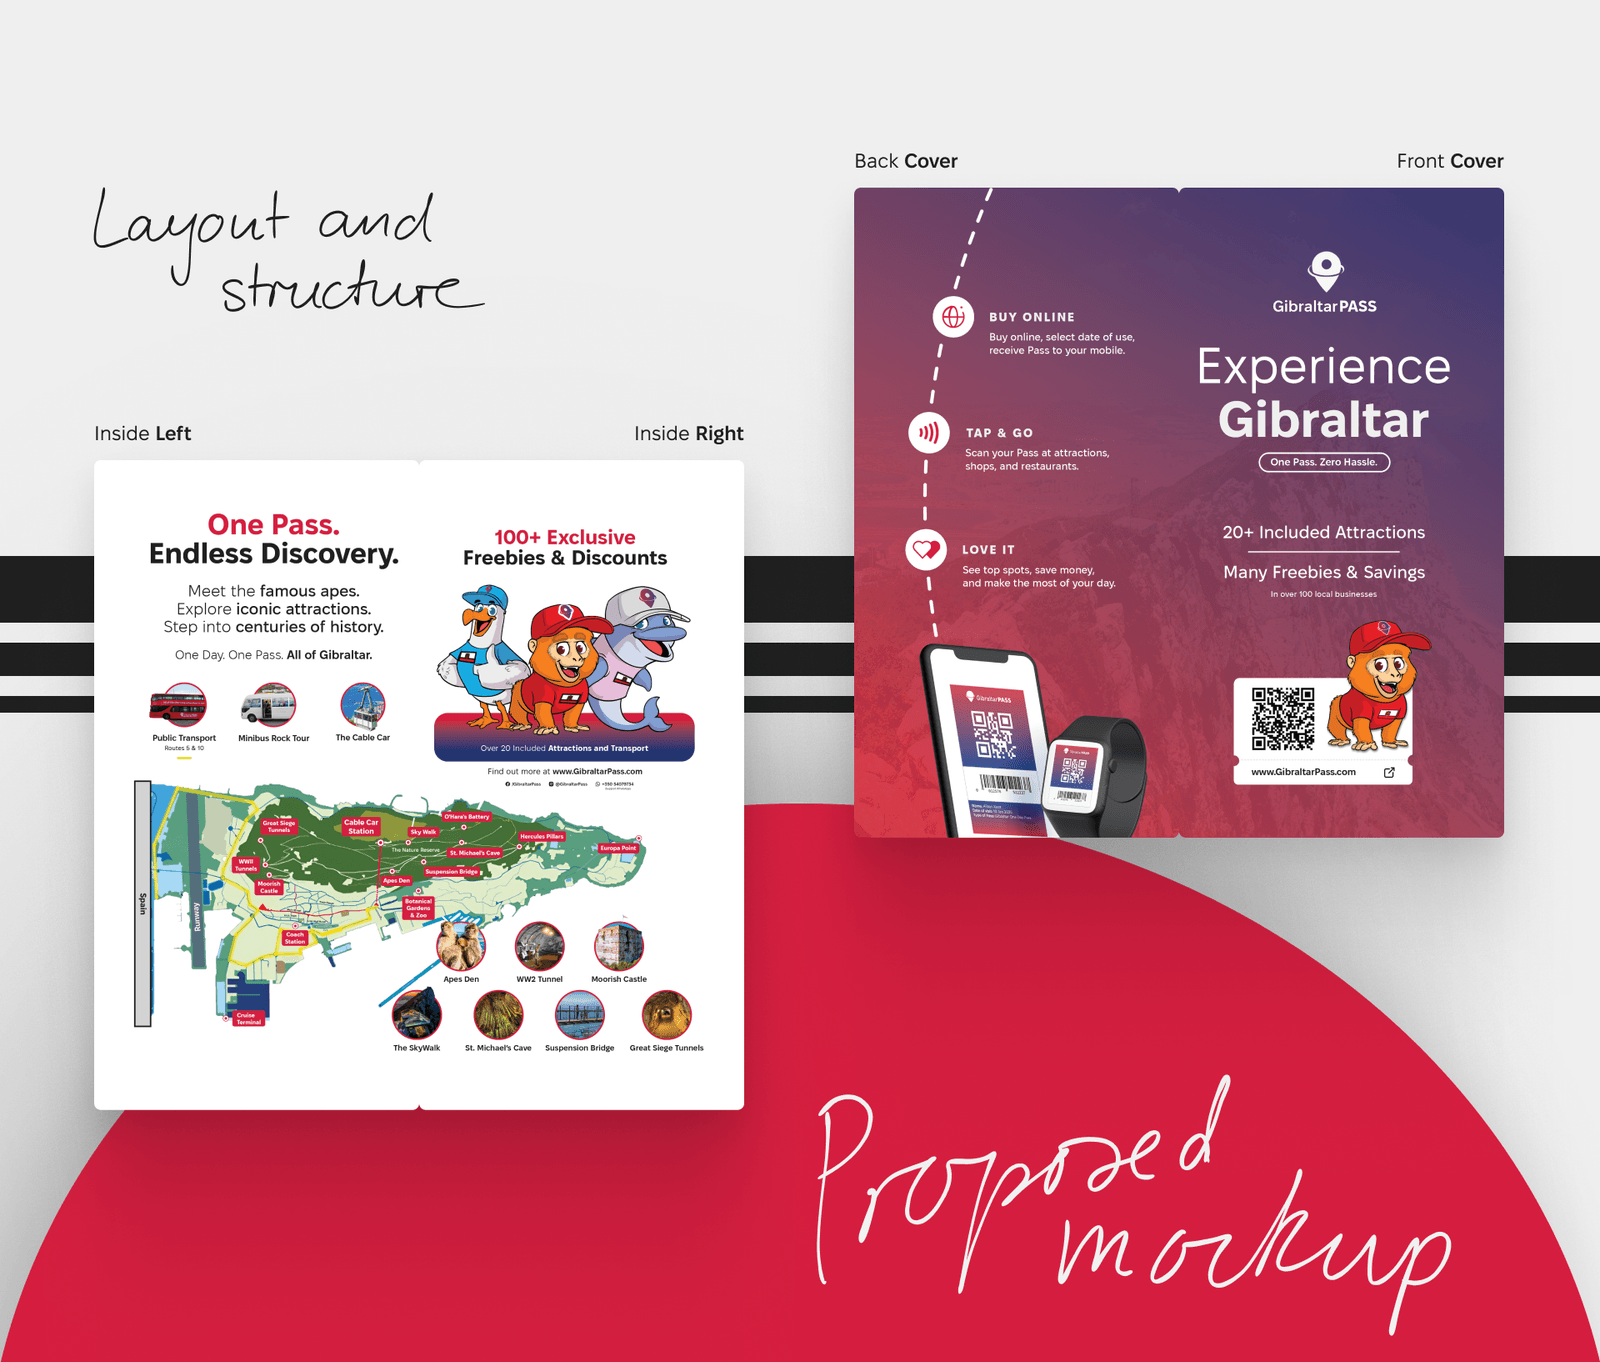 Layout and
structure
Inside Left
Inside Right
One Pass.
Endless Discovery.
Meet the famous apes.
Explore iconic attractions.
Step into centuries of history.
One Day. One Pass. All of Gibraltar.
Public Transport
Routes 5 & 10
Minibus Rock Tour
The Cable Car
100+ Exclusive
Freebies & Discounts
Over 20 Included Attractions and Transport
Find out more at www.GibraltarPass.com
Spain
Runway
Great Siege
Tunnels
Cable Car
Station
Sky Walk
O'Hara's Battery
The Nature Reserve
Hercules Pillars
Europa Point
St. Michael's Cave
WWII
Tunnels
Suspension Bridge
Moorish
Castle
Apes Den
Botanical
Gardens
& Zoo
Coach
Station
Cruise
Terminal
Apes Den
WW2 Tunnel
Moorish Castle
The SkyWalk
St. Michael's Cave
Suspension Bridge
Great Siege Tunnels
Back Cover
Front Cover
BUY ONLINE
Buy online, select date of use,
receive Pass to your mobile.
TAP & GO
Scan your Pass at attractions,
shops, and restaurants.
LOVE IT
See top spots, save money,
and make the most of your day.
GibraltarPASS
GibraltarPASS
Experience
Gibraltar
One Pass. Zero Hassle.
20+ Included Attractions
Many Freebies & Savings
In over 100 local businesses
www.GibraltarPass.com
Proposed
mockup